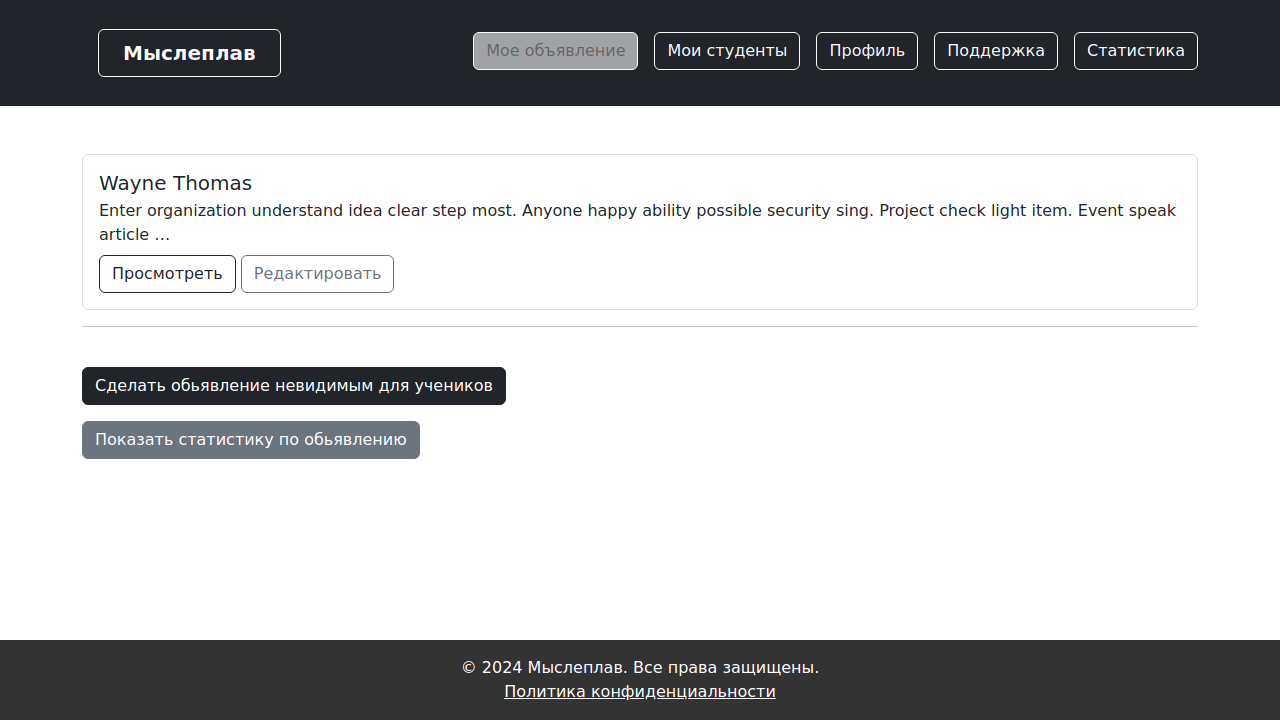 Мыслеплав
Мое объявление
Мои студенты
Профиль
Поддержка
Статистика
Wayne Thomas
Enter organization understand idea clear step most. Anyone happy ability possible security sing. Project check light item. Event speak
article …
Просмотреть
Редактировать
Сделать обьявление невидимым для учеников
Показать статистику по обьявлению
© 2024 Мыслеплав. Все права защищены.
Политика конфиденциальности